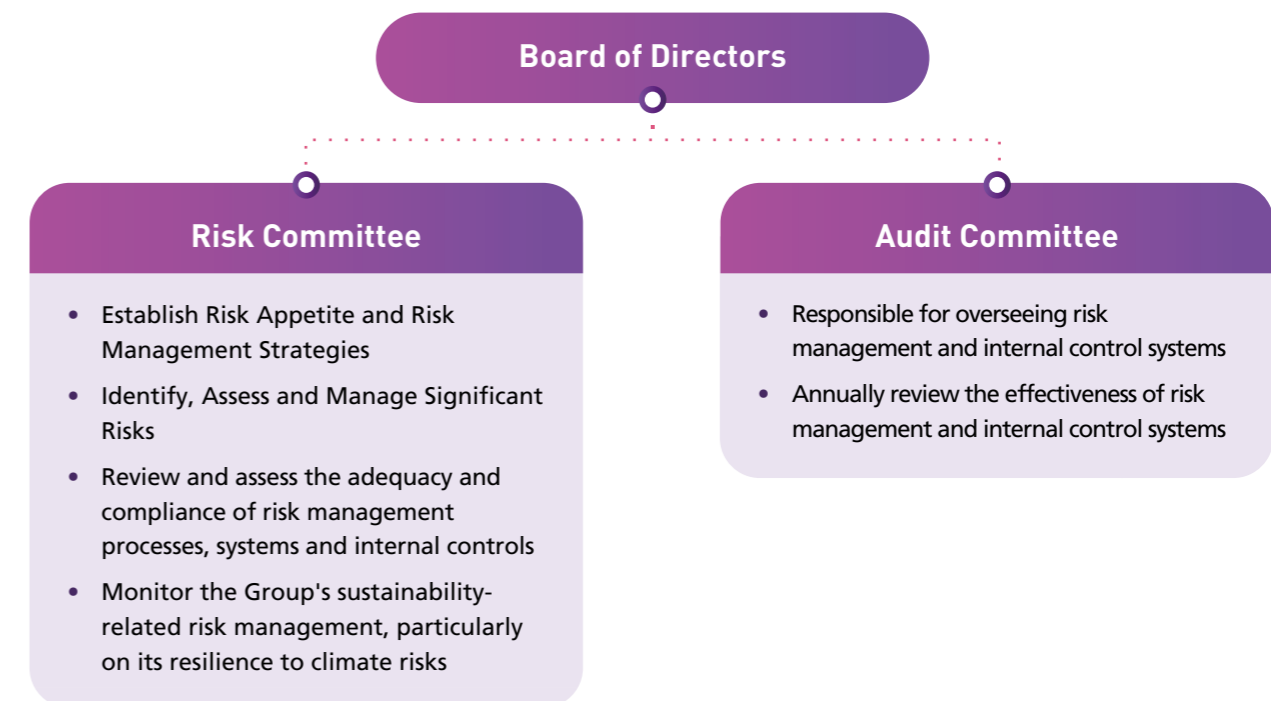 Board of Directors
Risk Committee
• Establish Risk Appetite and Risk
Management Strategies
• Identify, Assess and Manage Significant
Risks
• Review and assess the adequacy and
compliance of risk management
processes, systems and internal controls
• Monitor the Group's sustainability-
related risk management, particularly
on its resilience to climate risks
Audit Committee
• Responsible for overseeing risk
management and internal control systems
• Annually review the effectiveness of risk
management and internal control systems